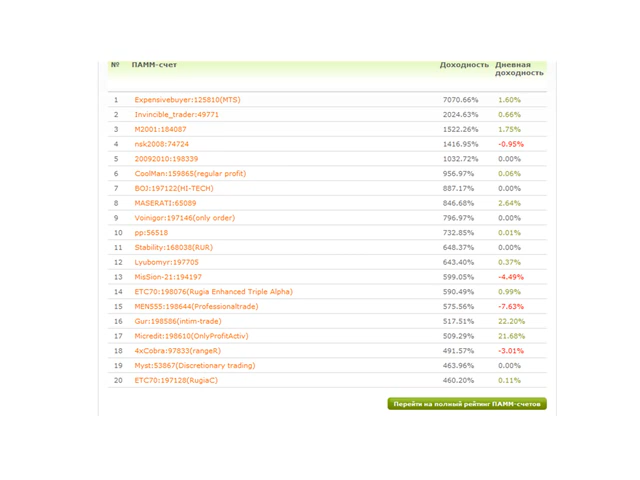 № ПАММ-счет Доходность Дневная доходность
1 Expensivebuyer:125810(MTS) 7070.66% 1.60%
2 Invincible_trader:49771 2024.63% 0.66%
3 M2001:184087 1522.26% 1.75%
4 nsk2008:74724 1416.95% -0.95%
5 20092010:198339 1032.72% 0.00%
6 CoolMan:159865(regular profit) 956.97% 0.06%
7 BOJ:197122(HI-TECH) 887.17% 0.00%
8 MASERATI:65089 846.68% 2.64%
9 Voinigor:197146(only order) 796.97% 0.00%
10 pp:56518 732.85% 0.01%
11 Stability:168038(RUR) 648.37% 0.00%
12 Lyubomyr:197705 643.40% 0.37%
13 MisSion-21:194197 599.05% -4.49%
14 ETC70:198076(Rugia Enhanced Triple Alpha) 590.49% 0.99%
15 MEN555:198644(Professionaltrade) 575.56% -7.63%
16 Gur:198586(intim-trade) 517.51% 22.20%
17 Micredit:198610(OnlyProfitActiv) 509.29% 21.68%
18 4xCobra:97833(rangeR) 491.57% -3.01%
19 Myst:53867(Discretionary trading) 463.96% 0.00%
20 ETC70:197128(RugiaC) 460.20% 0.11%
Перейти на полный рейтинг ПАММ-счетов